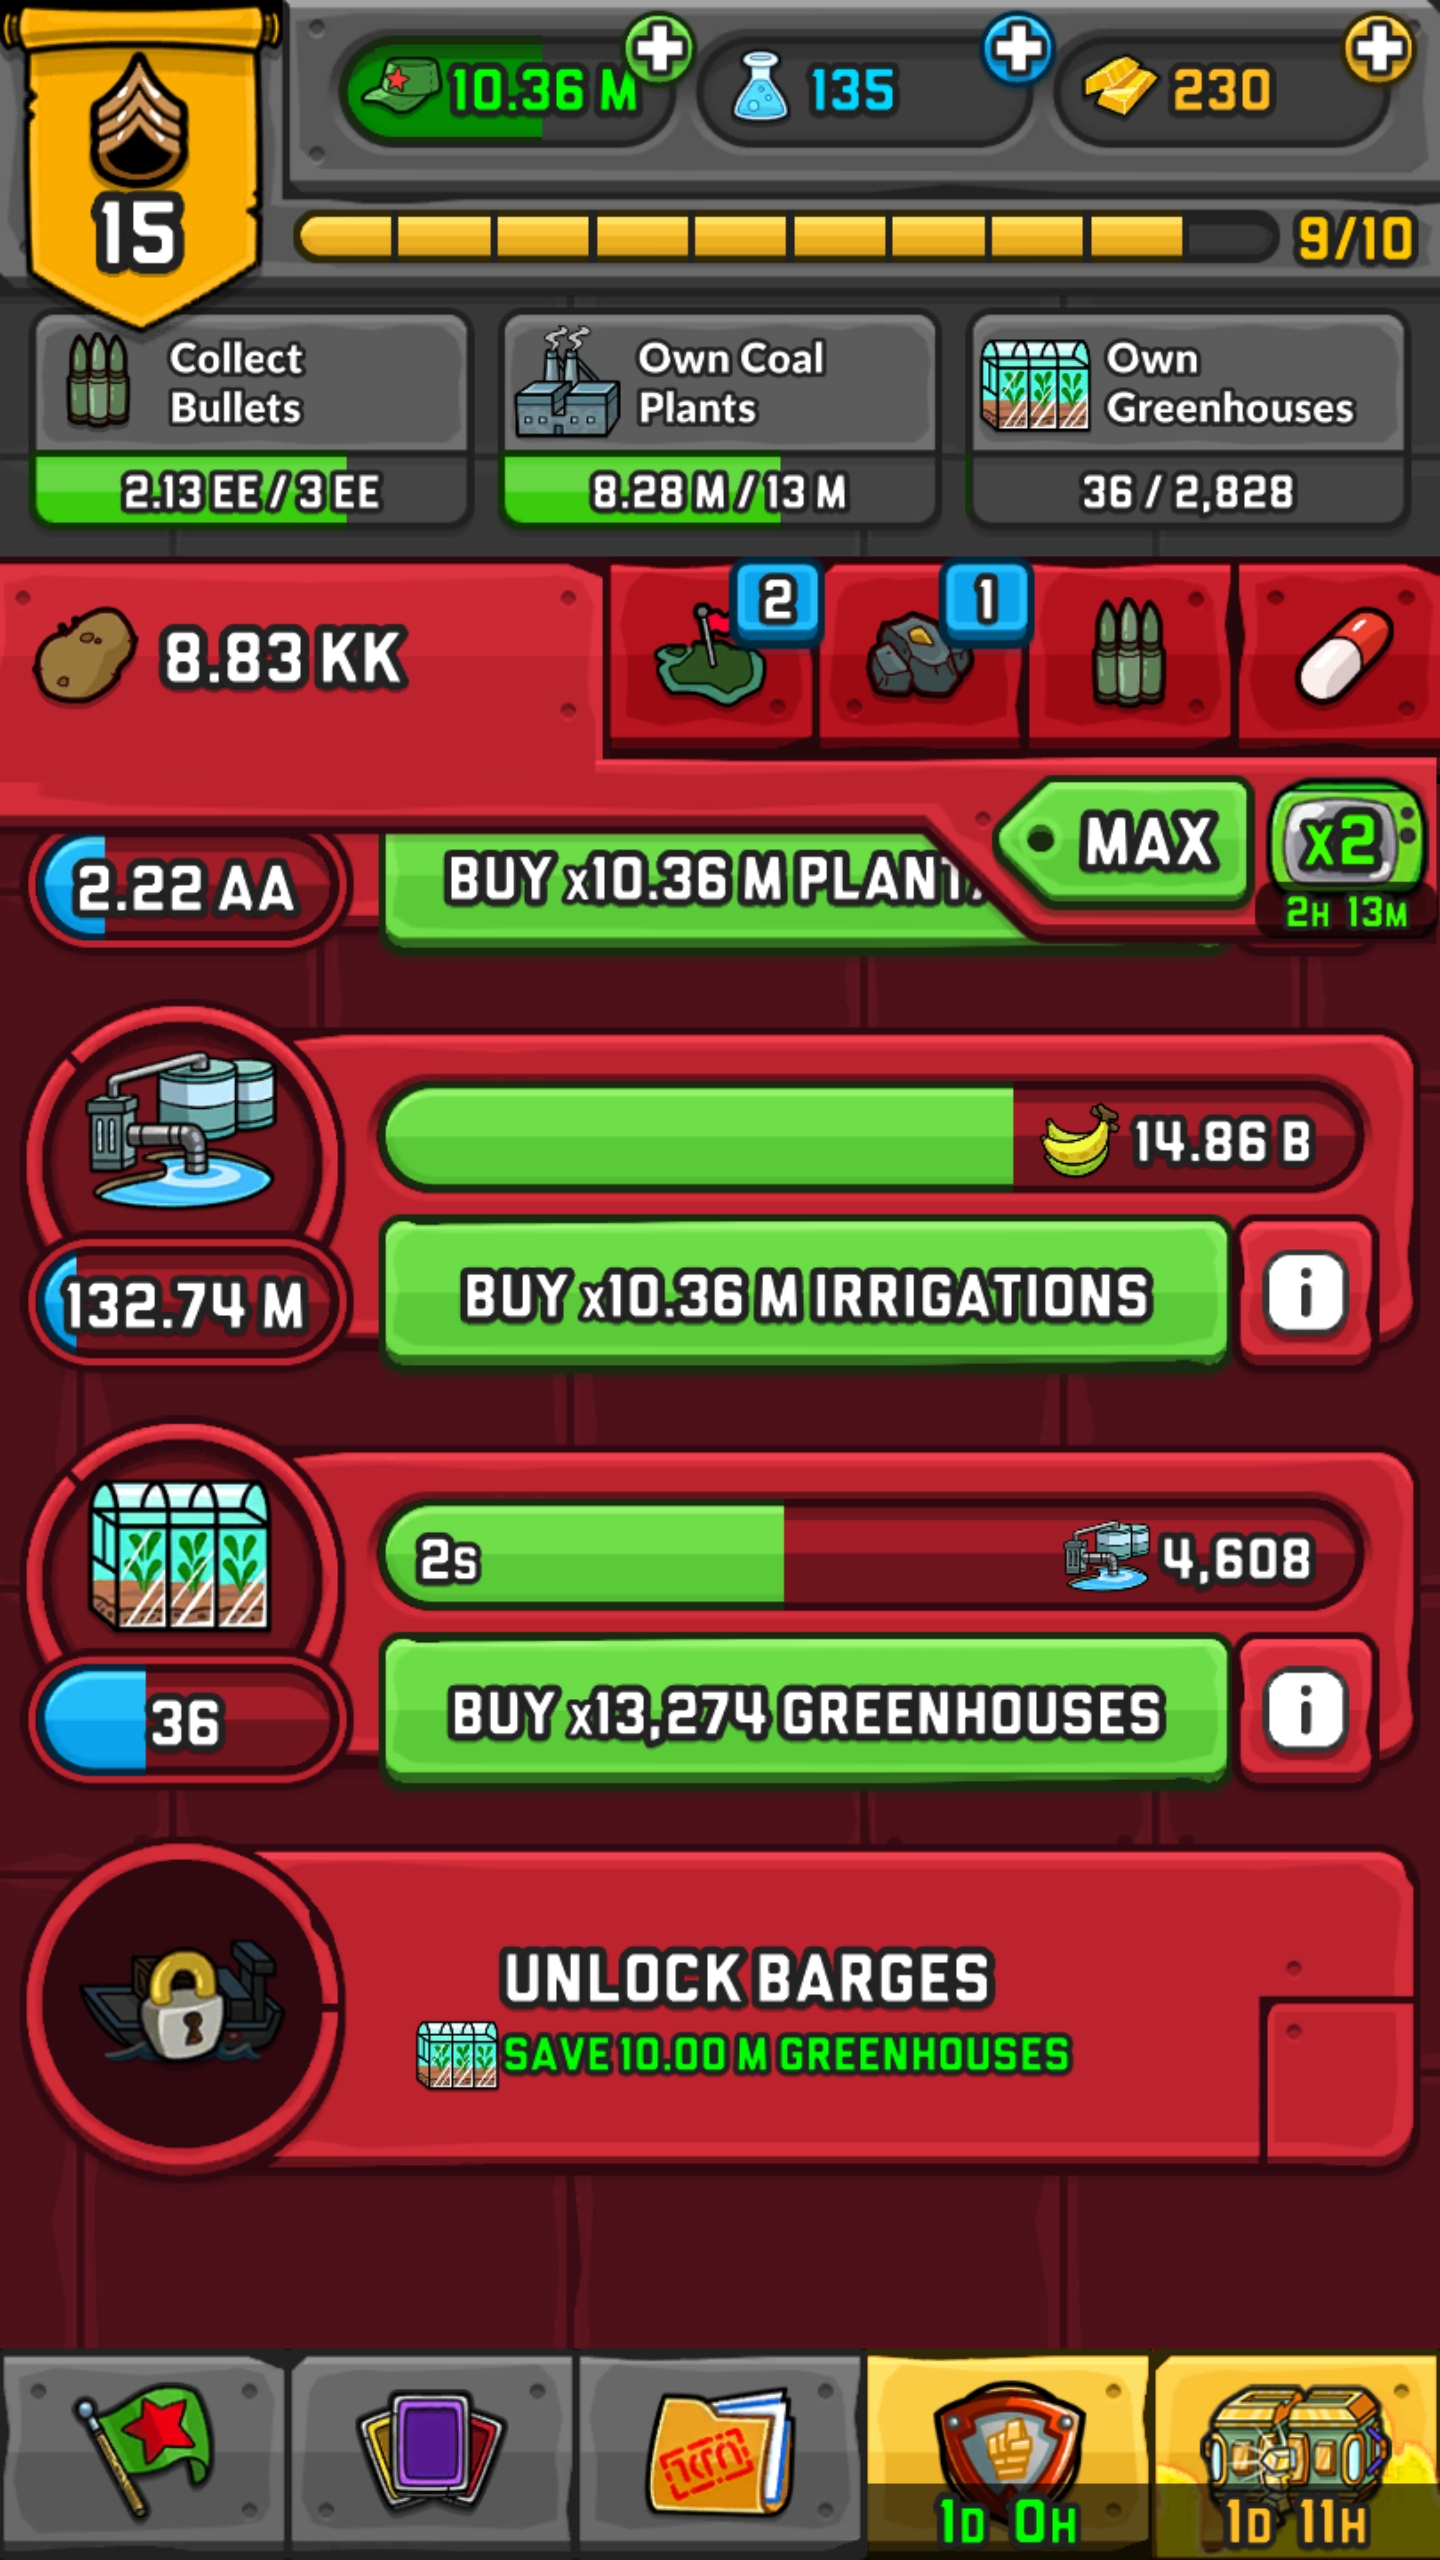 10.36 M
135
230
15
9/10
Collect
Bullets
2.13 EE / 3 EE
Own Coal
Plants
8.28 M / 13 M
Own
Greenhouses
36 / 2,828
8.83 KK
2
1
MAX
x2
2H 13M
2.22 AA
BUY x10.36 M
14.86 B
132.74 M
BUY x10.36 M IRRIGATIONS
i
2s
4,608
36
BUY x13,274 GREENHOUSES
i
UNLOCK BARGES
SAVE 10.00 M GREENHOUSES
1D 0H
1D 11H